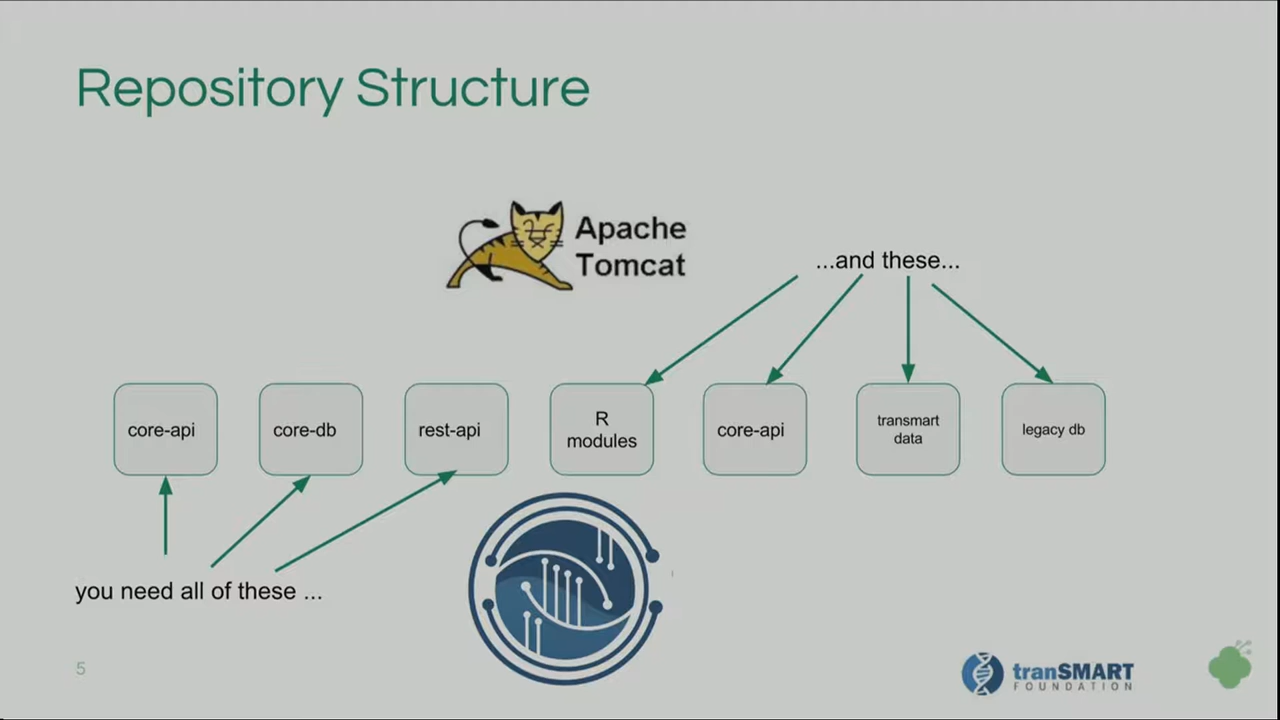 Repository Structure
Apache
Tomcat
...and these...
core-api
core-db
rest-api
R
modules
core-api
transmart
data
legacy db
you need all of these ...
5
tranSMART
FOUNDATION